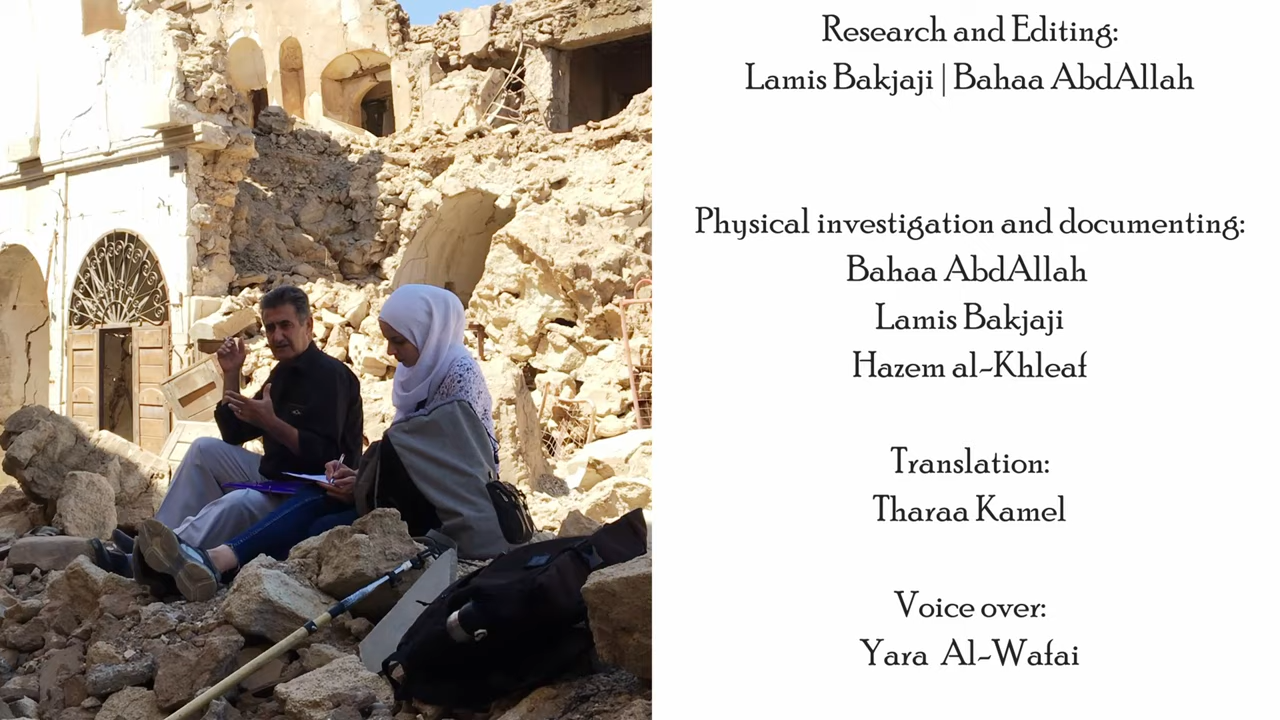 Research and Editing:
Lamis Bakjaji | Bahaa AbdAllah
Physical investigation and documenting:
Bahaa AbdAllah
Lamis Bakjaji
Hazem al-Khleaf
Translation:
Tharaa Kamel
Voice over:
Yara Al-Wafai